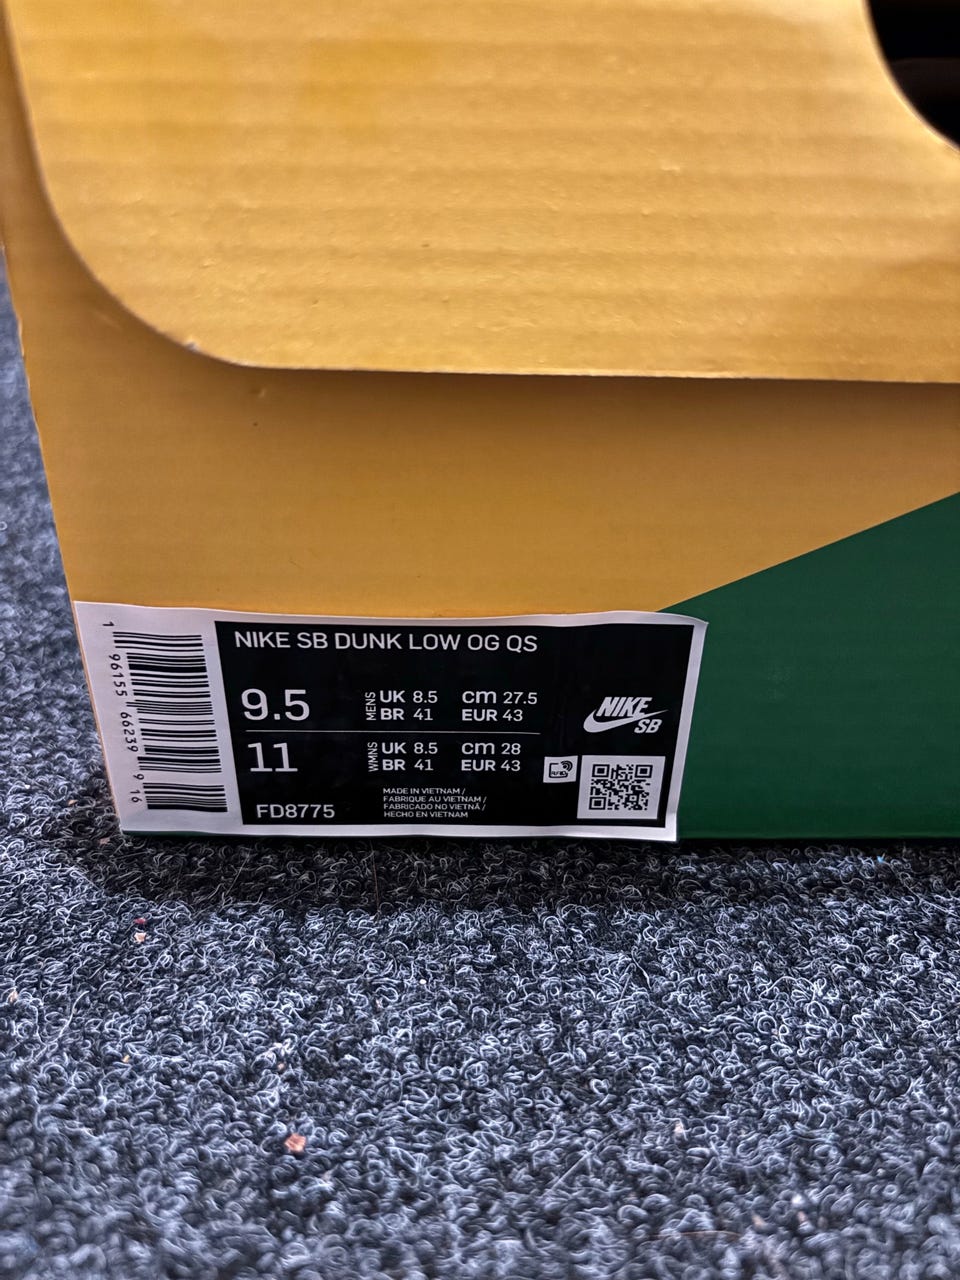 NIKE SB DUNK LOW OG QS
9.5 MENS UK 8.5 cm 27.5
BR 41 EUR 43
11 WMNS UK 8.5 cm 28
BR 41 EUR 43
FD8775
MADE IN VIETNAM /
FABRIQUE AU VIETNAM /
FABRICADO NO VIETNÃ /
HECHO EN VIETNAM
NIKE
SB
RFID
1 96155 66239 9 16